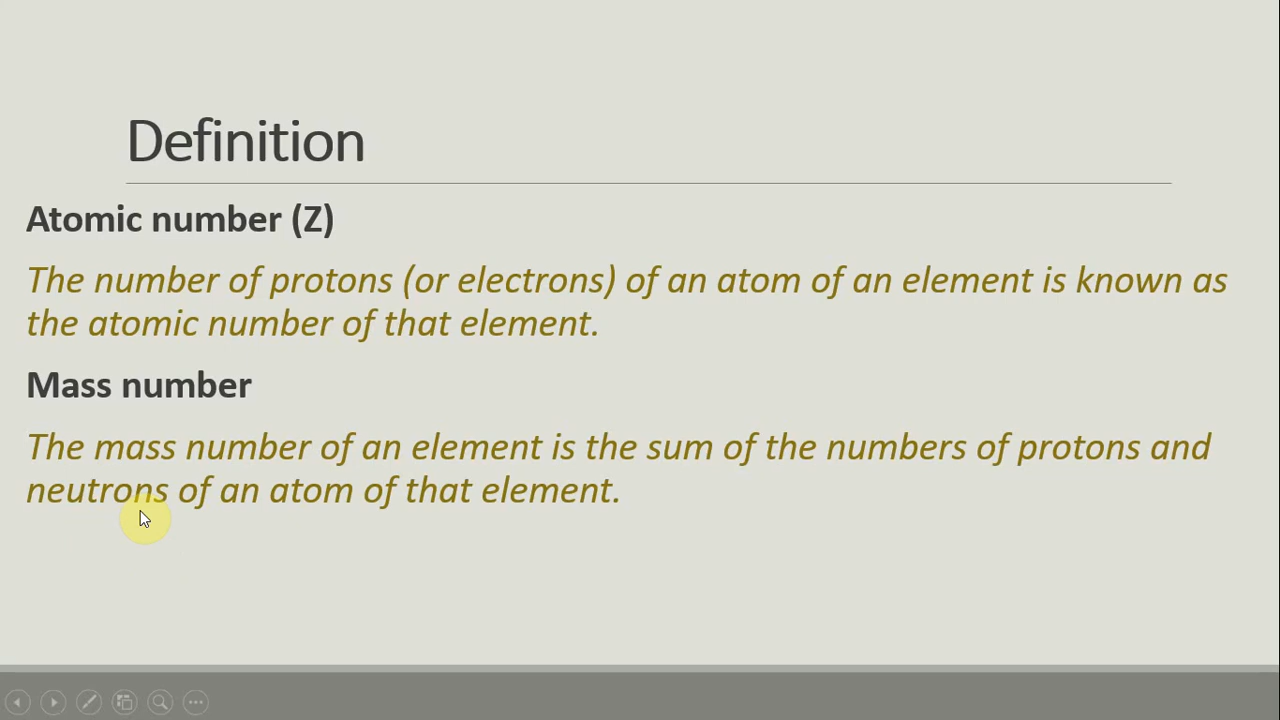 Definition
Atomic number (Z)
The number of protons (or electrons) of an atom of an element is known as
the atomic number of that element.
Mass number
The mass number of an element is the sum of the numbers of protons and
neutrons of an atom of that element.